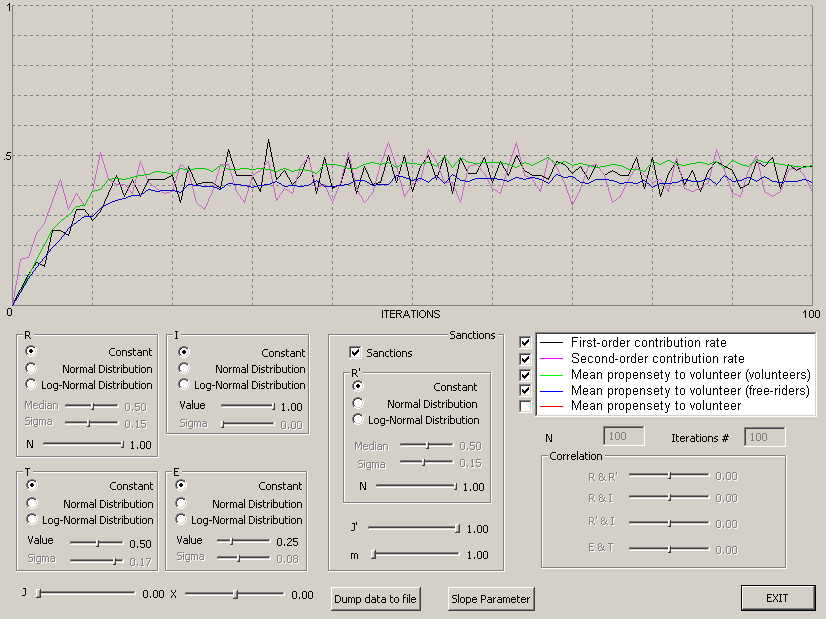 1
.5
0
ITERATIONS
100
R
Constant
Normal Distribution
Log-Normal Distribution
Median 0.50
Sigma 0.15
N 1.00
I
Constant
Normal Distribution
Log-Normal Distribution
Value 1.00
Sigma 0.00
T
Constant
Normal Distribution
Log-Normal Distribution
Value 0.50
Sigma 0.17
E
Constant
Normal Distribution
Log-Normal Distribution
Value 0.25
Sigma 0.08
J 0.00 X 0.00
Sanctions
Sanctions
R'
Constant
Normal Distribution
Log-Normal Distribution
Median 0.50
Sigma 0.15
N 1.00
J' 1.00
m 1.00
Dump data to file
Slope Parameter
First-order contribution rate
Second-order contribution rate
Mean propensety to volunteer (volunteers)
Mean propensety to volunteer (free-riders)
Mean propensety to volunteer
N 100 Iterations # 100
Correlation
R & R' 0.00
R & I 0.00
R' & I 0.00
E & T 0.00
EXIT